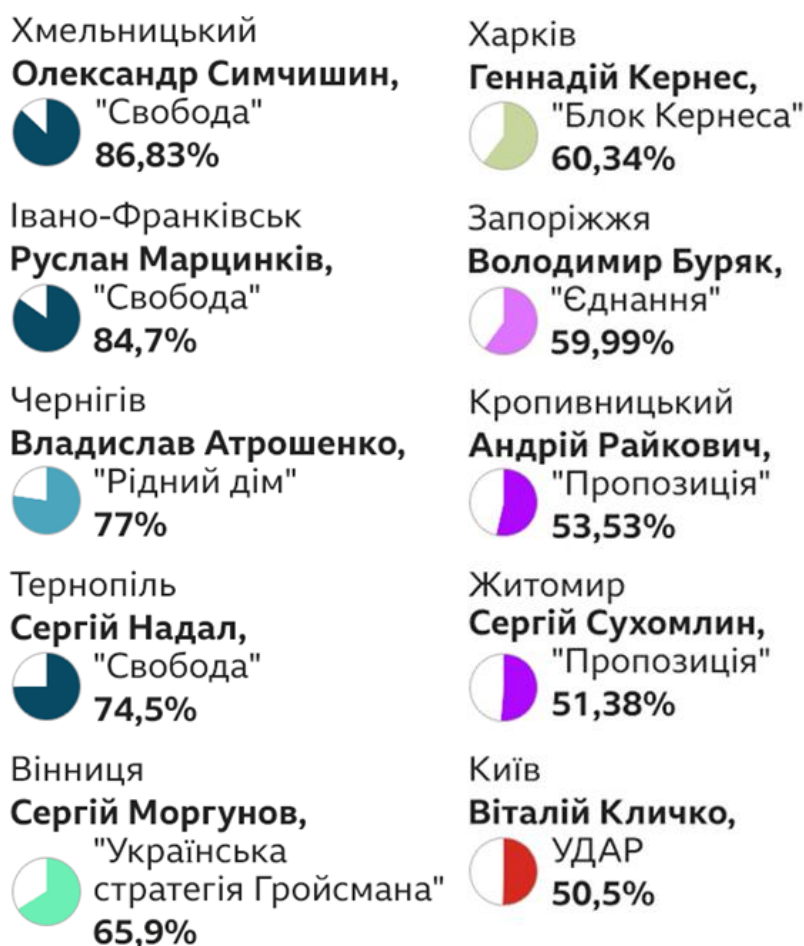 Хмельницький
Олександр Симчишин,
"Свобода"
86,83%
Івано-Франківськ
Руслан Марцинків,
"Свобода"
84,7%
Чернігів
Владислав Атрошенко,
"Рідний дім"
77%
Тернопіль
Сергій Надал,
"Свобода"
74,5%
Вінниця
Сергій Моргунов,
"Українська
стратегія Гройсмана"
65,9%
Харків
Геннадій Кернес,
"Блок Кернеса"
60,34%
Запоріжжя
Володимир Буряк,
"Єднання"
59,99%
Кропивницький
Андрій Райкович,
"Пропозиція"
53,53%
Житомир
Сергій Сухомлин,
"Пропозиція"
51,38%
Київ
Віталій Кличко,
УДАР
50,5%